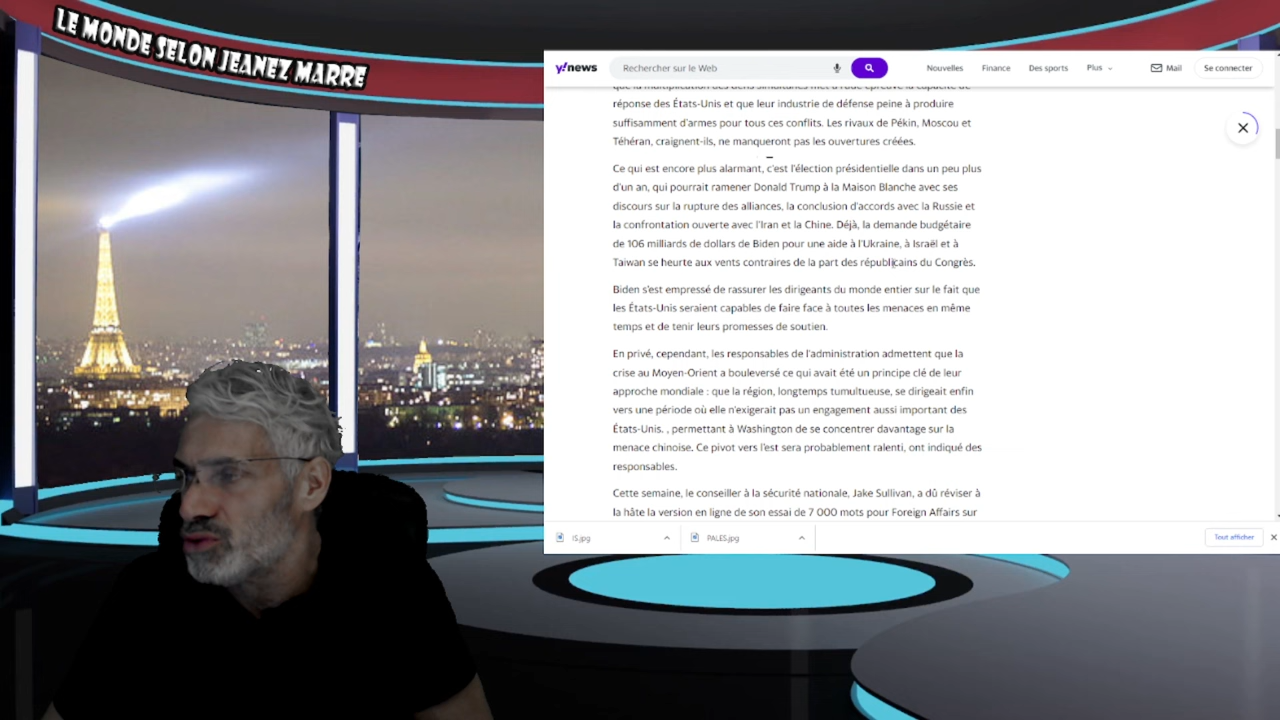 LE MONDE SELON JEANEZ MARRE
y!news
Rechercher sur le Web
Nouvelles
Finance
Des sports
Plus
Mail
Se connecter
que la multiplication des défis simultanés met à rude épreuve la capacité de
réponse des États-Unis et que leur industrie de défense peine à produire
suffisamment d'armes pour tous ces conflits. Les rivaux de Pékin, Moscou et
Téhéran, craignent-ils, ne manqueront pas les ouvertures créées.
Ce qui est encore plus alarmant, c'est l'élection présidentielle dans un peu plus
d'un an, qui pourrait ramener Donald Trump à la Maison Blanche avec ses
discours sur la rupture des alliances, la conclusion d'accords avec la Russie et
la confrontation ouverte avec l'Iran et la Chine. Déjà, la demande budgétaire
de 106 milliards de dollars de Biden pour une aide à l'Ukraine, à Israël et à
Taiwan se heurte aux vents contraires de la part des républicains du Congrès.
Biden s'est empressé de rassurer les dirigeants du monde entier sur le fait que
les États-Unis seraient capables de faire face à toutes les menaces en même
temps et de tenir leurs promesses de soutien.
En privé, cependant, les responsables de l'administration admettent que la
crise au Moyen-Orient a bouleversé ce qui avait été un principe clé de leur
approche mondiale : que la région, longtemps tumultueuse, se dirigeait enfin
vers une période où elle n'exigerait pas un engagement aussi important des
États-Unis. , permettant à Washington de se concentrer davantage sur la
menace chinoise. Ce pivot vers l'est sera probablement ralenti, ont indiqué des
responsables.
Cette semaine, le conseiller à la sécurité nationale, Jake Sullivan, a dû réviser à
la hâte la version en ligne de son essai de 7 000 mots pour Foreign Affairs sur
IS.jpg
PALES.jpg
Tout afficher